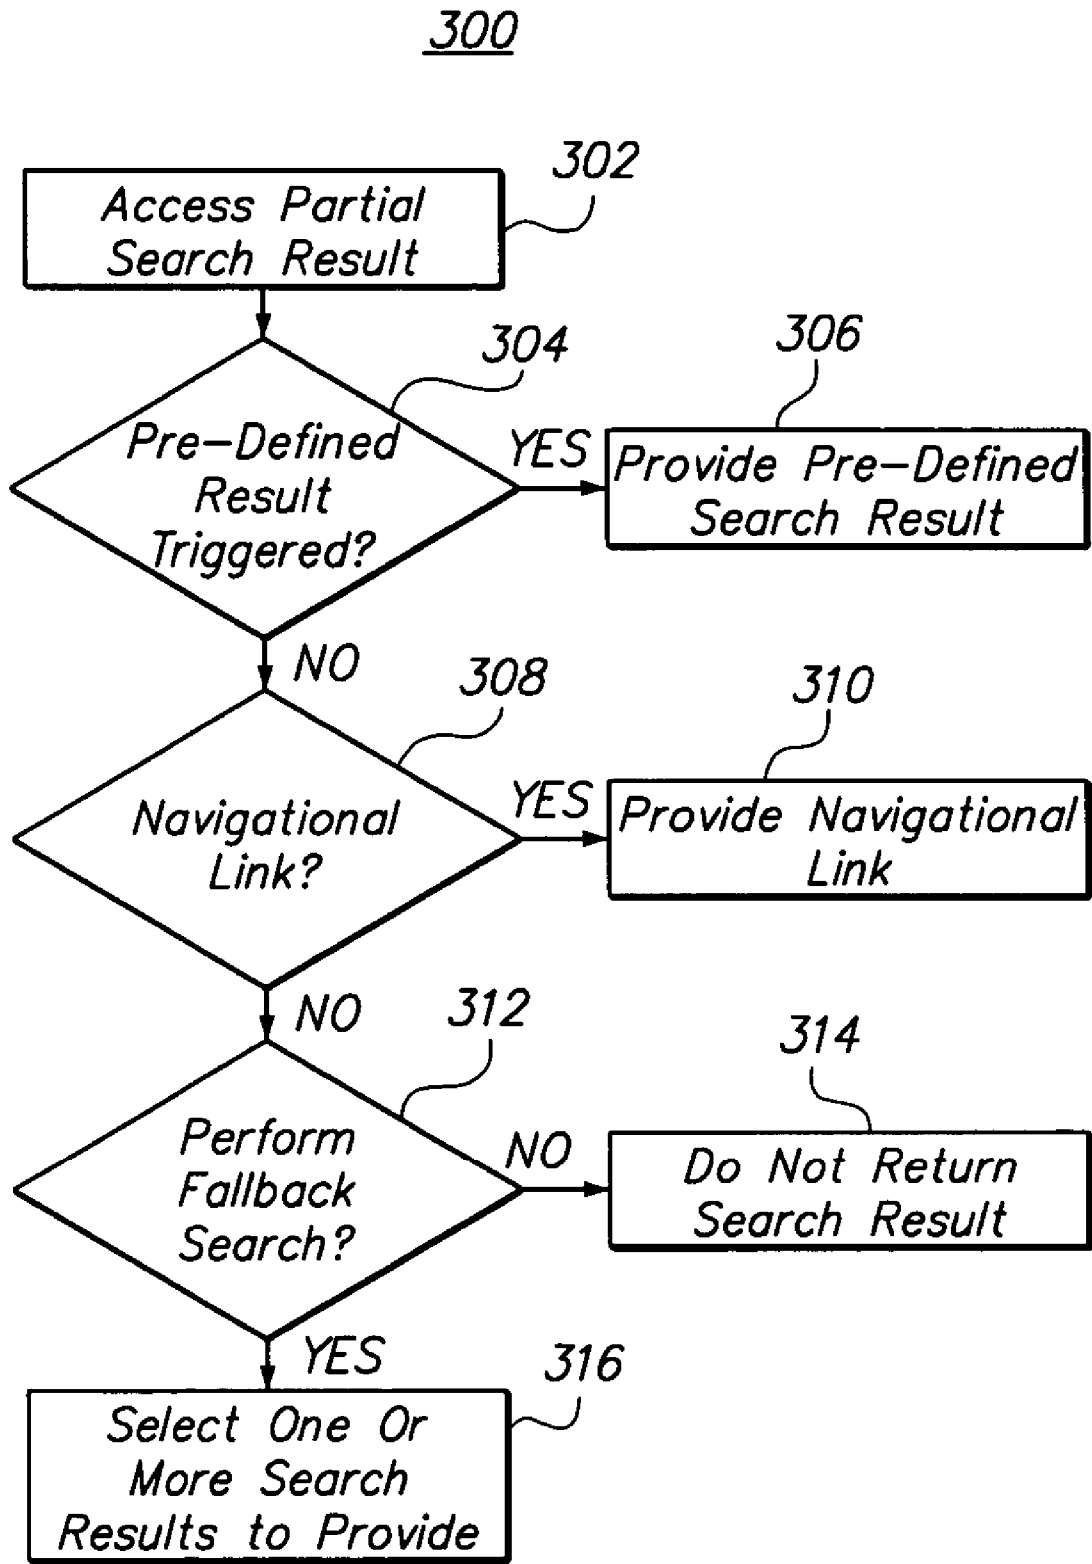 300
302
Access Partial
Search Result
304
Pre-Defined
Result
Triggered?
YES
306
Provide Pre-Defined
Search Result
NO
308
Navigational
Link?
YES
310
Provide Navigational
Link
NO
312
Perform
Fallback
Search?
NO
314
Do Not Return
Search Result
YES
316
Select One Or
More Search
Results to Provide